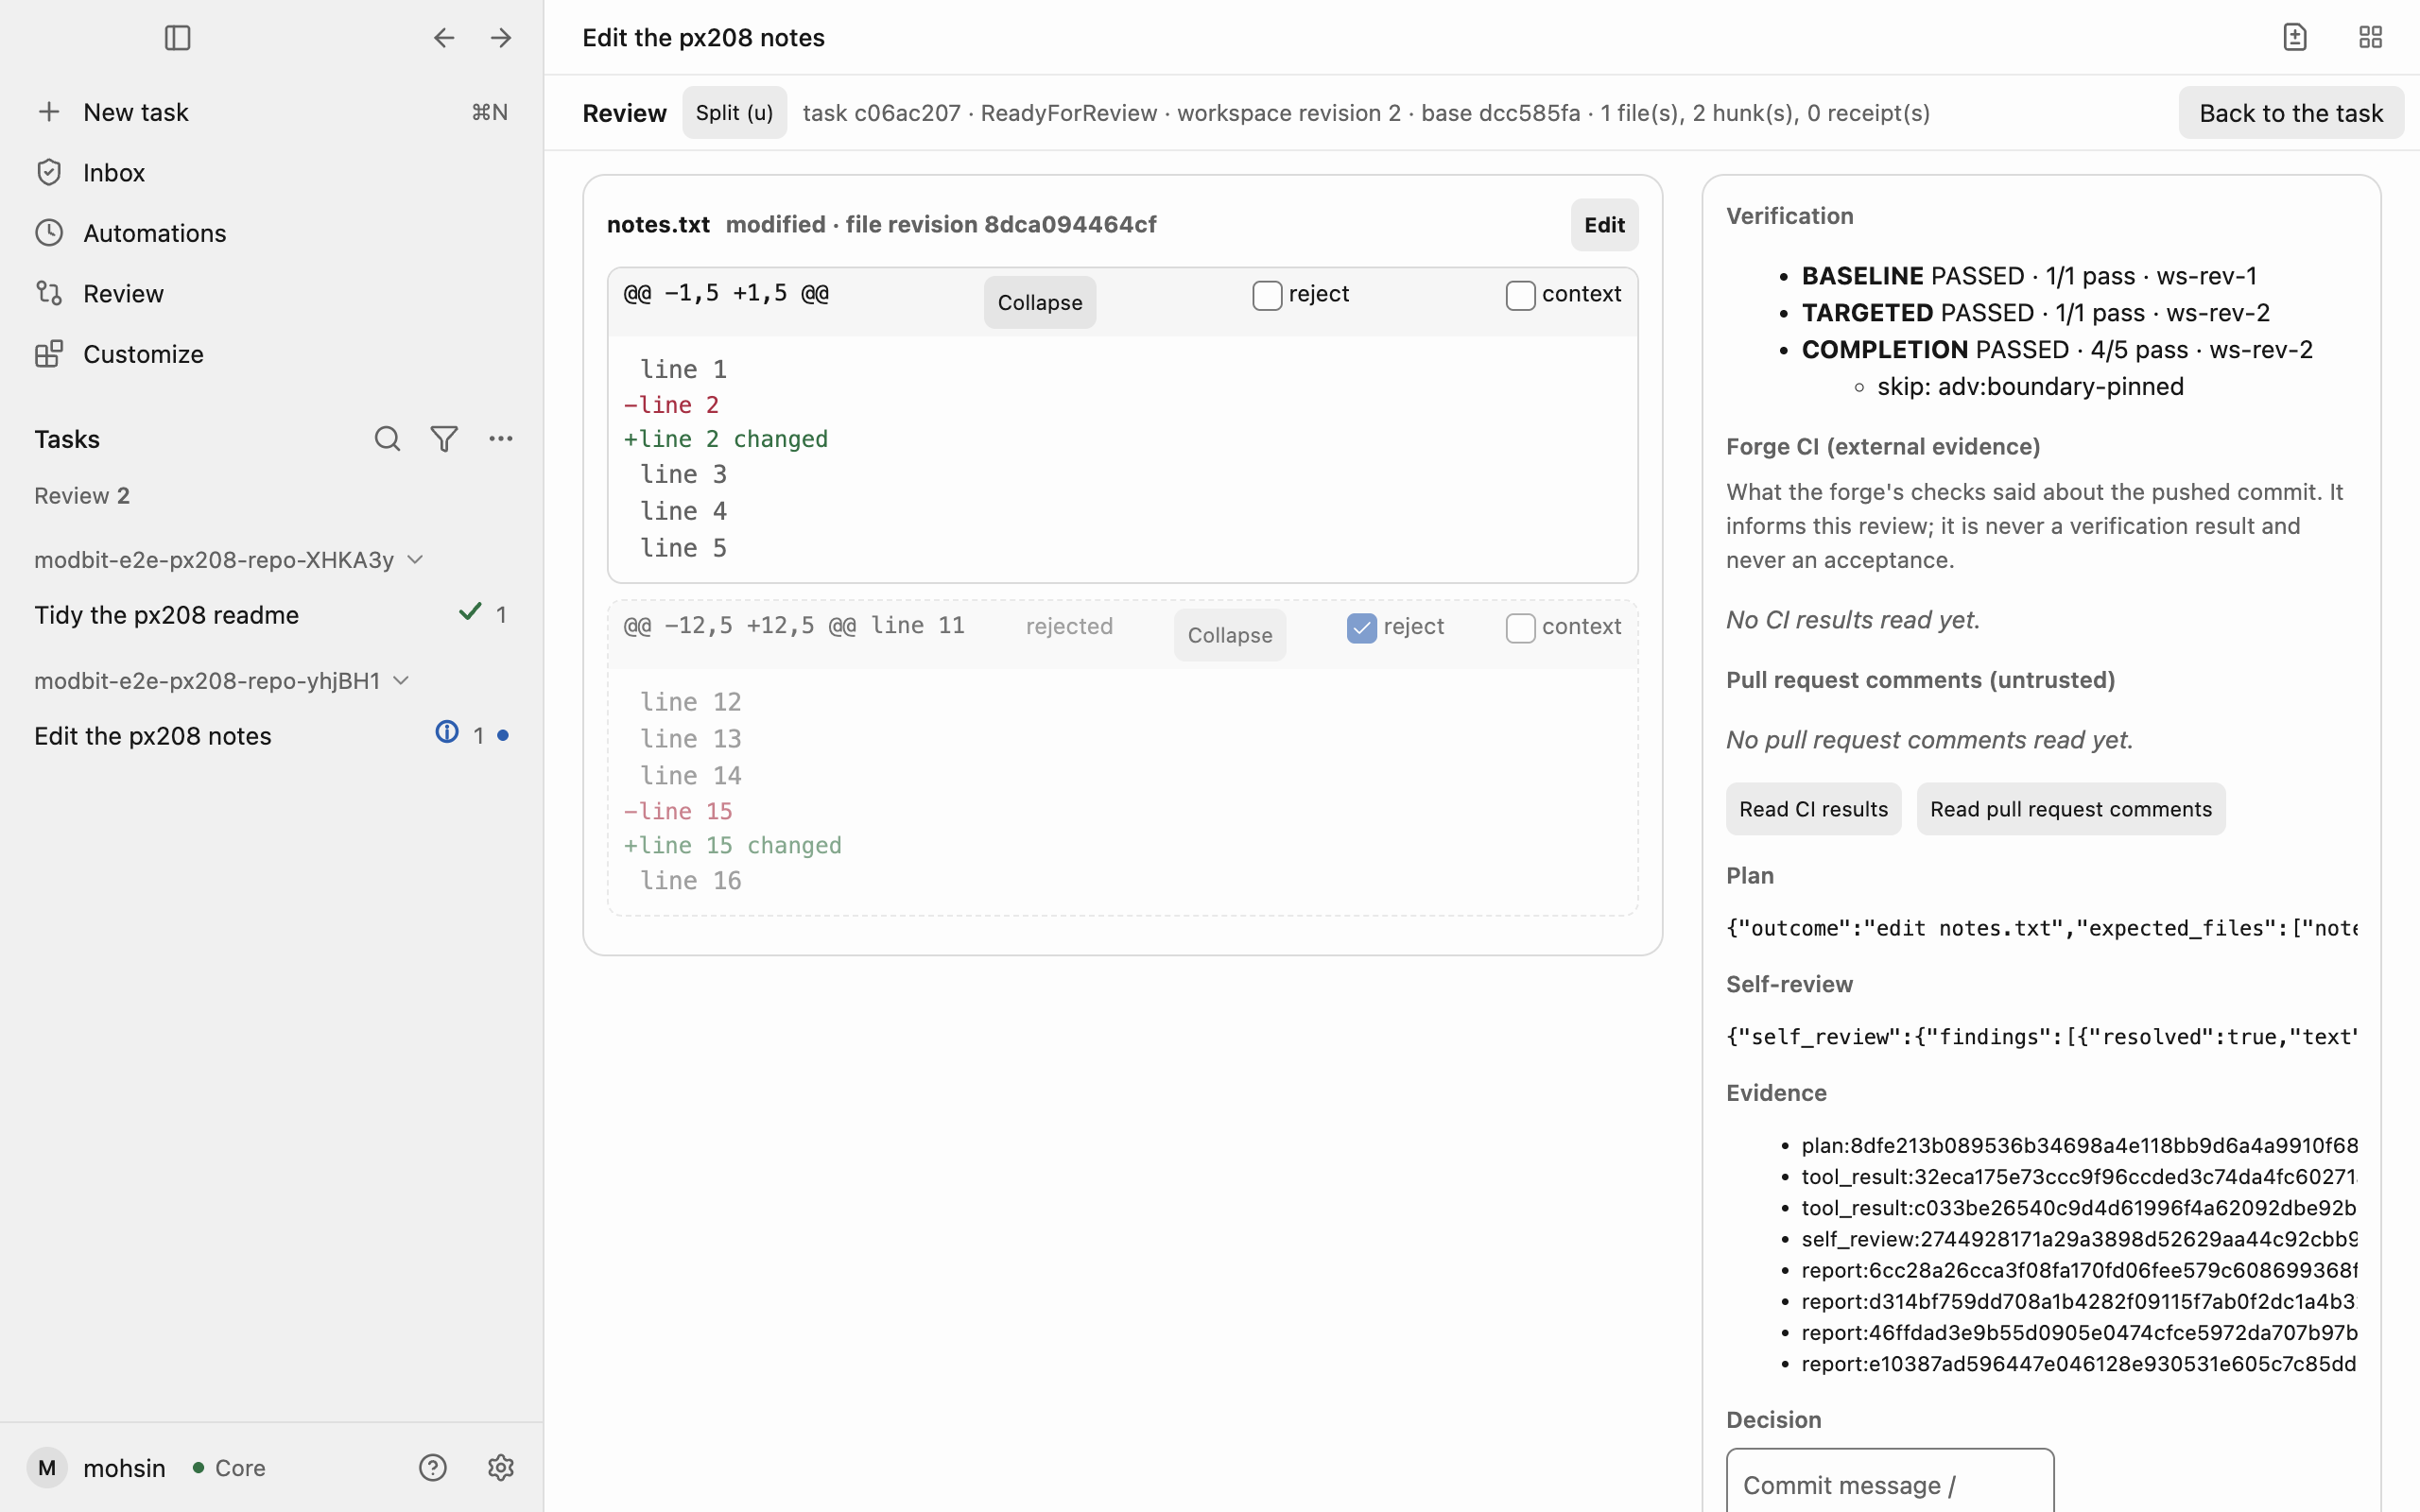 New task ⌘N
Inbox
Automations
Review
Customize
Tasks
Review 2
modbit-e2e-px208-repo-XHKA3y
Tidy the px208 readme 1
modbit-e2e-px208-repo-yhjBH1
Edit the px208 notes 1
M mohsin Core
Edit the px208 notes
Review Split (u) task c06ac207 · ReadyForReview · workspace revision 2 · base dcc585fa · 1 file(s), 2 hunk(s), 0 receipt(s) Back to the task
notes.txt modified · file revision 8dca094464cf Edit
@@ −1,5 +1,5 @@ Collapse reject context
line 1
−line 2
+line 2 changed
line 3
line 4
line 5
@@ −12,5 +12,5 @@ line 11 rejected Collapse reject context
line 12
line 13
line 14
−line 15
+line 15 changed
line 16
Verification
• BASELINE PASSED · 1/1 pass · ws-rev-1
• TARGETED PASSED · 1/1 pass · ws-rev-2
• COMPLETION PASSED · 4/5 pass · ws-rev-2
◦ skip: adv:boundary-pinned
Forge CI (external evidence)
What the forge's checks said about the pushed commit. It
informs this review; it is never a verification result and
never an acceptance.
No CI results read yet.
Pull request comments (untrusted)
No pull request comments read yet.
Read CI results Read pull request comments
Plan
{"outcome":"edit notes.txt","expected_files":["note
Self-review
{"self_review":{"findings":[{"resolved":true,"text"
Evidence
• plan:8dfe213b089536b34698a4e118bb9d6a4a9910f68
• tool_result:32eca175e73ccc9f96ccded3c74da4fc60271
• tool_result:c033be26540c9d4d61996f4a62092dbe92b
• self_review:2744928171a29a3898d52629aa44c92cbb9
• report:6cc28a26cca3f08fa170fd06fee579c608699368f
• report:d314bf759dd708a1b4282f09115f7ab0f2dc1a4b3
• report:46ffdad3e9b55d0905e0474cfce5972da707b97b
• report:e10387ad596447e046128e930531e605c7c85dd
Decision
Commit message /